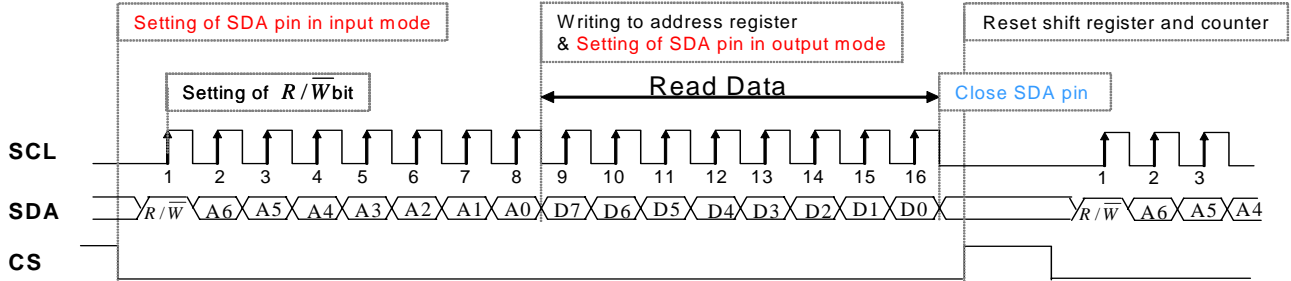 Setting of SDA pin in input mode
Writing to address register
& Setting of SDA pin in output mode
Reset shift register and counter
Setting of R/W̅ bit
Read Data
Close SDA pin
SCL
1 2 3 4 5 6 7 8 9 10 11 12 13 14 15 16 1 2 3
SDA R/W̅ A6 A5 A4 A3 A2 A1 A0 D7 D6 D5 D4 D3 D2 D1 D0 R/W̅ A6 A5 A4
CS